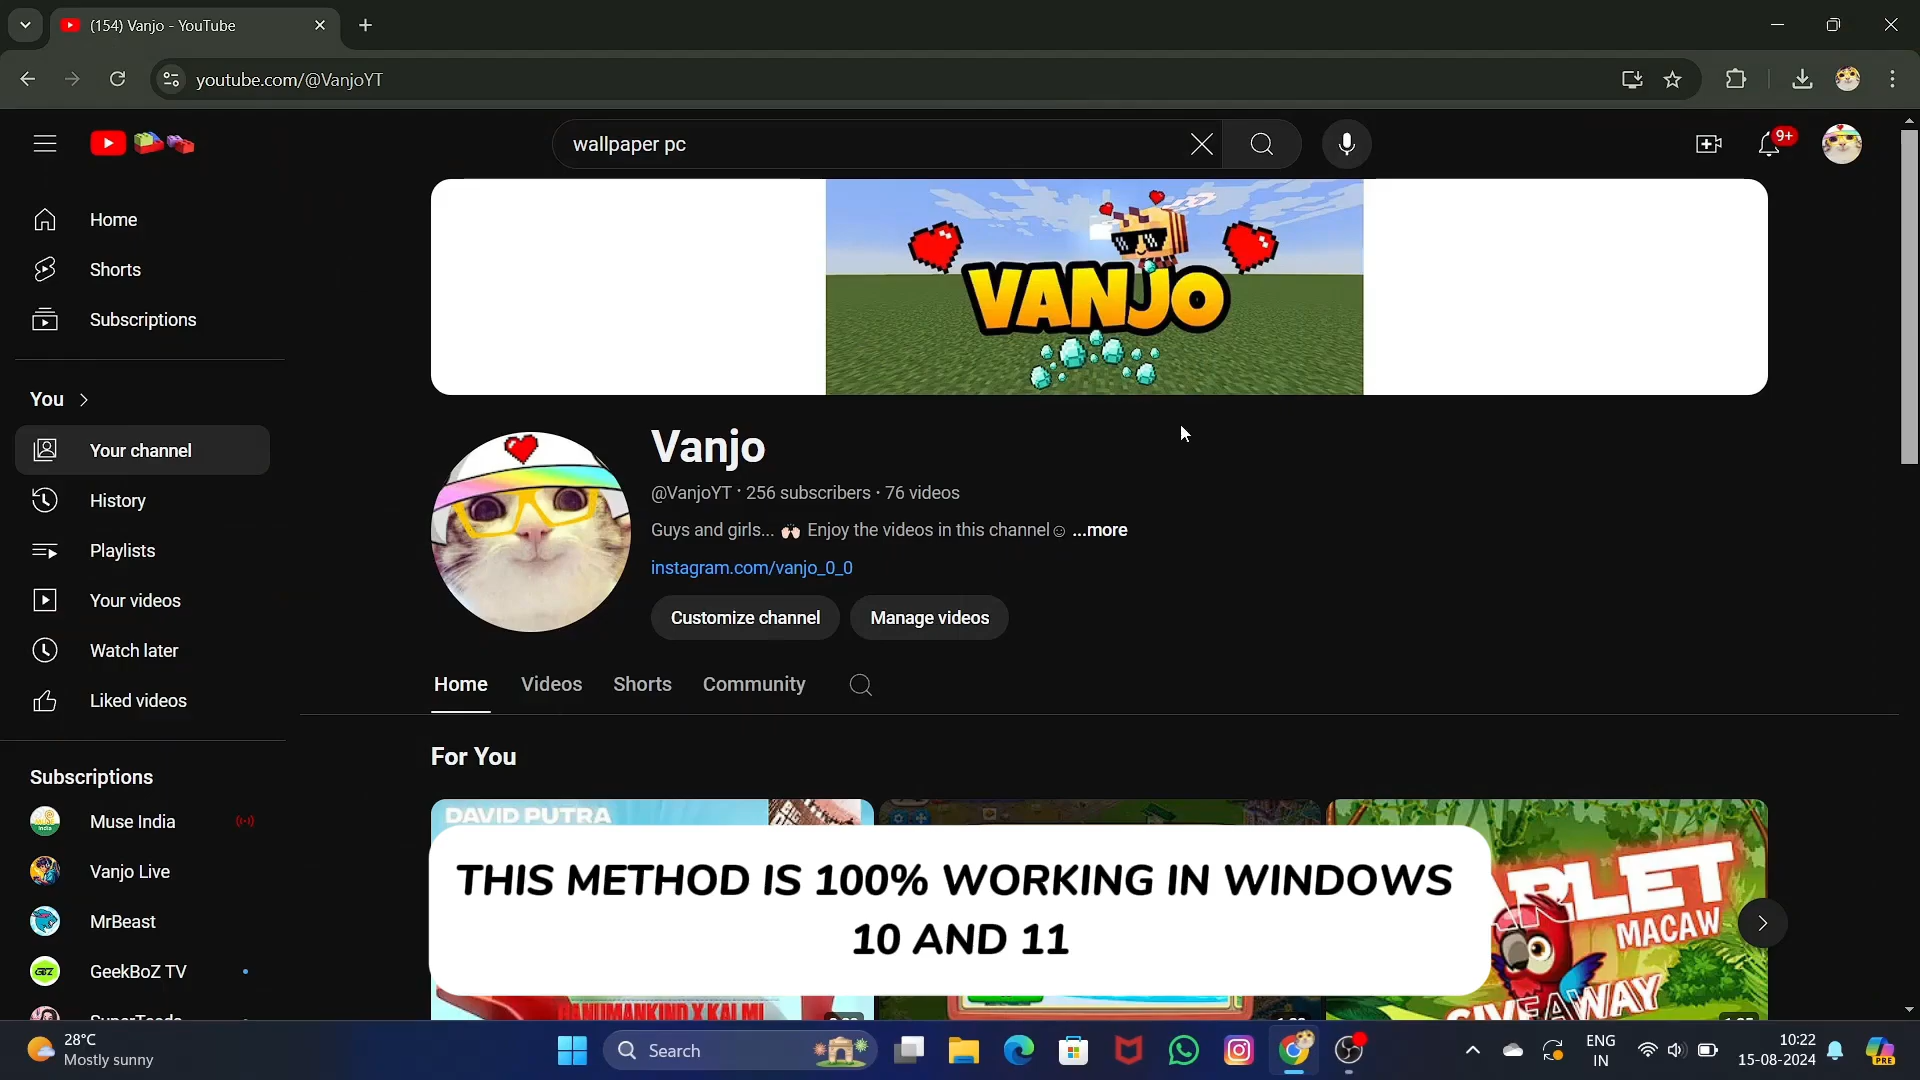 (154) Vanjo - YouTube
youtube.com/@VanjoYT
wallpaper pc
9+
Home
Shorts
Subscriptions
You
Your channel
History
Playlists
Your videos
Watch later
Liked videos
Subscriptions
Muse India
Vanjo Live
MrBeast
GeekBoZ TV
VANJO
Vanjo
@VanjoYT · 256 subscribers · 76 videos
Guys and girls... 🙌🏻 Enjoy the videos in this channel☺ ...more
instagram.com/vanjo_0_0
Customize channel
Manage videos
Home
Videos
Shorts
Community
For You
DAVID PUTRA
MACAW
GIVEAWAY
THIS METHOD IS 100% WORKING IN WINDOWS
10 AND 11
28°C
Mostly sunny
Search
ENG
IN
10:22
15-08-2024
PRE